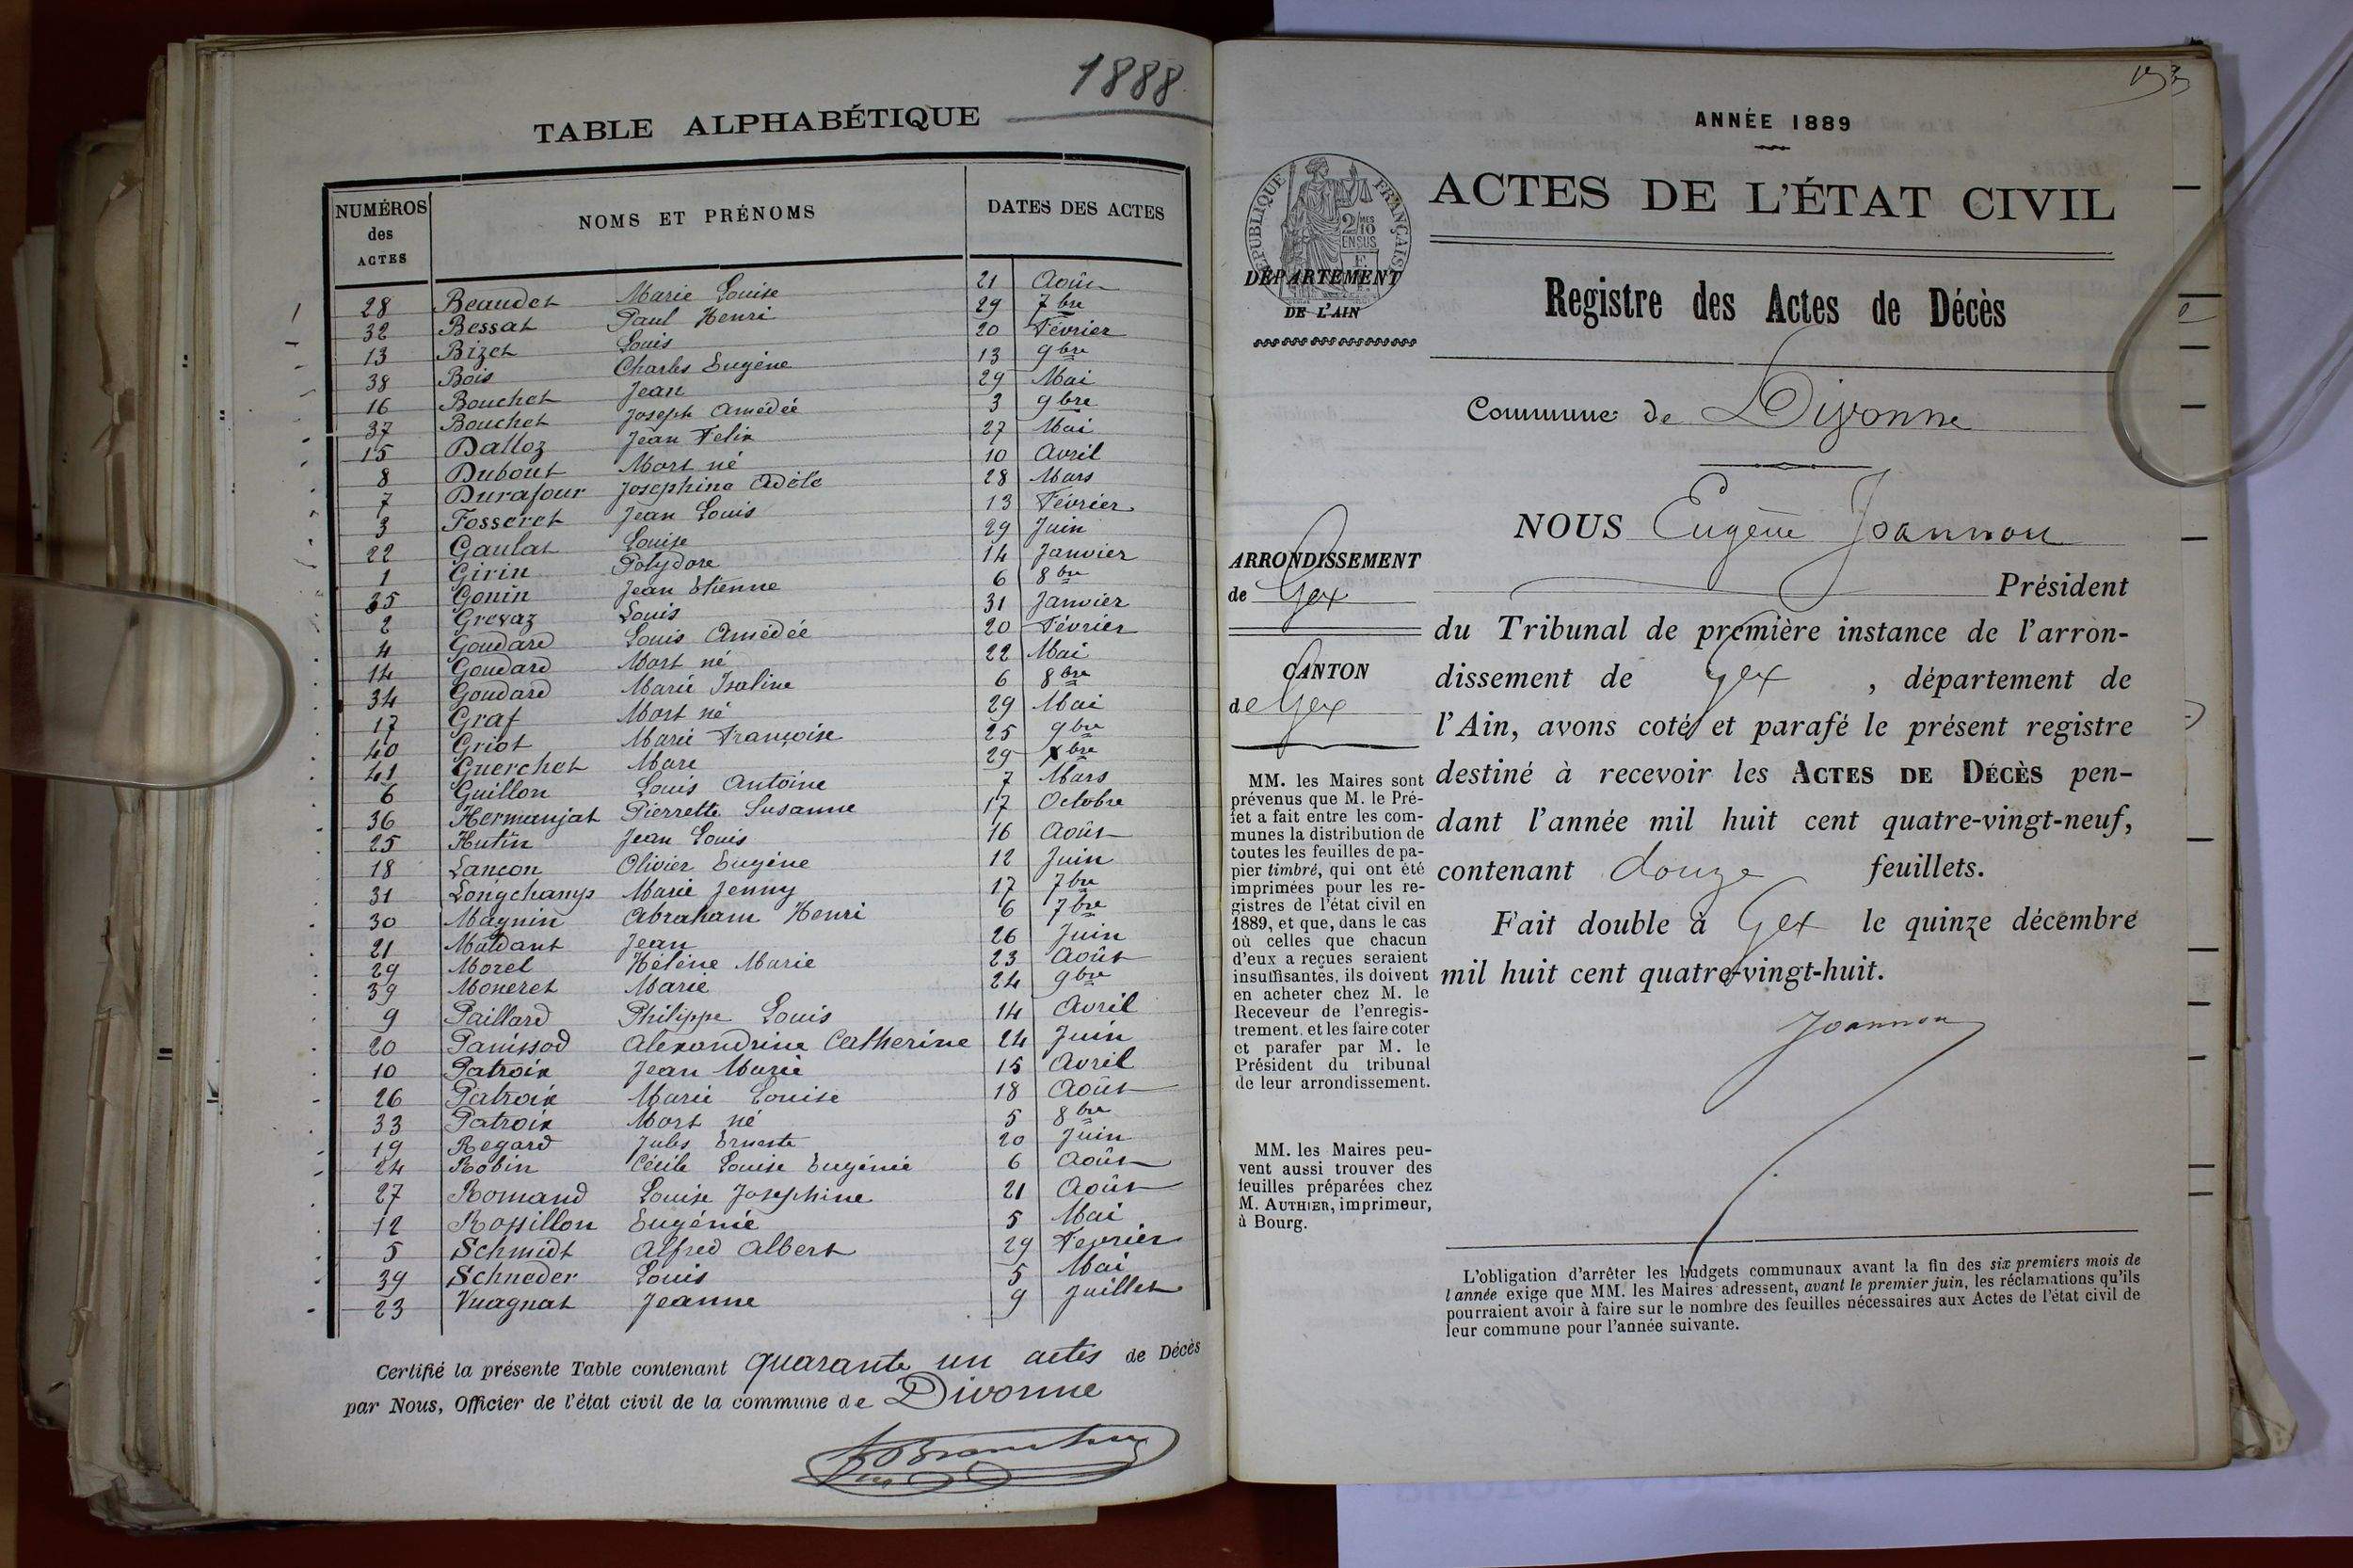 1888
TABLE ALPHABÉTIQUE
NUMÉROS des ACTES | NOMS ET PRÉNOMS | DATES DES ACTES
28 Beaudet Marie Louise 21 Août
32 Bessat Paul Henri 29 7bre
13 Bizet Louis 20 Février
38 Bois Charles Eugène 13 9bre
16 Bouchet Jean 29 Mai
37 Bouchet Joseph Amédée 3 9bre
15 Dalloz Jean Felix 27 Mai
8 Dubout Mort né 10 Avril
7 Durafour Josephine Adèle 28 Mars
3 Fosseret Jean Louis 13 Février
22 Gaulat Louise 29 Juin
1 Girin Polydore 14 Janvier
35 Gonin Jean Etienne 6 8bre
2 Grevaz Louis 31 Janvier
4 Goudard Louis Amédée 20 Février
14 Goudard Mort né 22 Mai
34 Goudard Marie Isaline 6 8bre
17 Graf Mort né 29 Mai
40 Griot Marie Françoise 25 9bre
41 Guerchet Marc 29 Xbre
6 Guillon Louis Antoine 7 Mars
36 Hermanjat Pierrette Susanne 17 Octobre
25 Hutin Jean Louis 16 Août
18 Lançon Olivier Eugène 12 Juin
31 Longchamp Marie Jenny 17 7bre
30 Magnin Abraham Henri 6 7bre
21 Maldant Jean 26 Juin
29 Morel Hélène Marie 23 Août
39 Moneret Marie 24 9bre
9 Paillard Philippe Louis 14 Avril
20 Panissod Alexandrine Catherine 24 Juin
10 Patroix Jean Marie 15 Avril
26 Patroix Marie Louise 18 Août
33 Patroix Mort né 5 8bre
19 Regard Jules Erneste 20 Juin
24 Robin Cécile Louise Eugénie 6 Août
27 Romand Louise Josephine 21 Août
12 Rossillon Eugénie 5 Mai
5 Schmidt Alfred Albert 29 Fevrier
39 Schneder Louis 5 Mai
23 Vuagnat Jeanne 9 Juillet
Certifié la présente Table contenant quarante un actes de Décès
par Nous, Officier de l'état civil de la commune de Divonne
ANNÉE 1889
ACTES DE L'ÉTAT CIVIL
RÉPUBLIQUE FRANÇAISE
2/10 MES
EN SUS
DÉPARTEMENT
DE L'AIN
Registre des Actes de Décès
Commune de Divonne
ARRONDISSEMENT
de Gex
CANTON
de Gex
MM. les Maires sont
prévenus que M. le Pré-
fet a fait entre les com-
munes la distribution de
toutes les feuilles de pa-
pier timbré, qui ont été
imprimées pour les re-
gistres de l'état civil en
1889, et que, dans le cas
où celles que chacun
d'eux a reçues seraient
insuffisantes, ils doivent
en acheter chez M. le
Receveur de l'enregis-
trement, et les faire coter
et parafer par M. le
Président du tribunal
de leur arrondissement.
MM. les Maires peu-
vent aussi trouver des
feuilles préparées chez
M. AUTHIER, imprimeur,
à Bourg.
NOUS Eugène Joannon
Président
du Tribunal de première instance de l'arron-
dissement de Gex , département de
l'Ain, avons coté et parafé le présent registre
destiné à recevoir les ACTES DE DÉCÈS pen-
dant l'année mil huit cent quatre-vingt-neuf,
contenant douze feuillets.
Fait double à Gex le quinze décembre
mil huit cent quatre-vingt-huit.
Joannon
L'obligation d'arrêter les budgets communaux avant la fin des six premiers mois de
l'année exige que MM. les Maires adressent, avant le premier juin, les réclamations qu'ils
pourraient avoir à faire sur le nombre des feuilles nécessaires aux Actes de l'état civil de
leur commune pour l'année suivante.